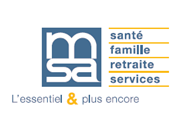 msa
santé
famille
retraite
services
L'essentiel & plus encore